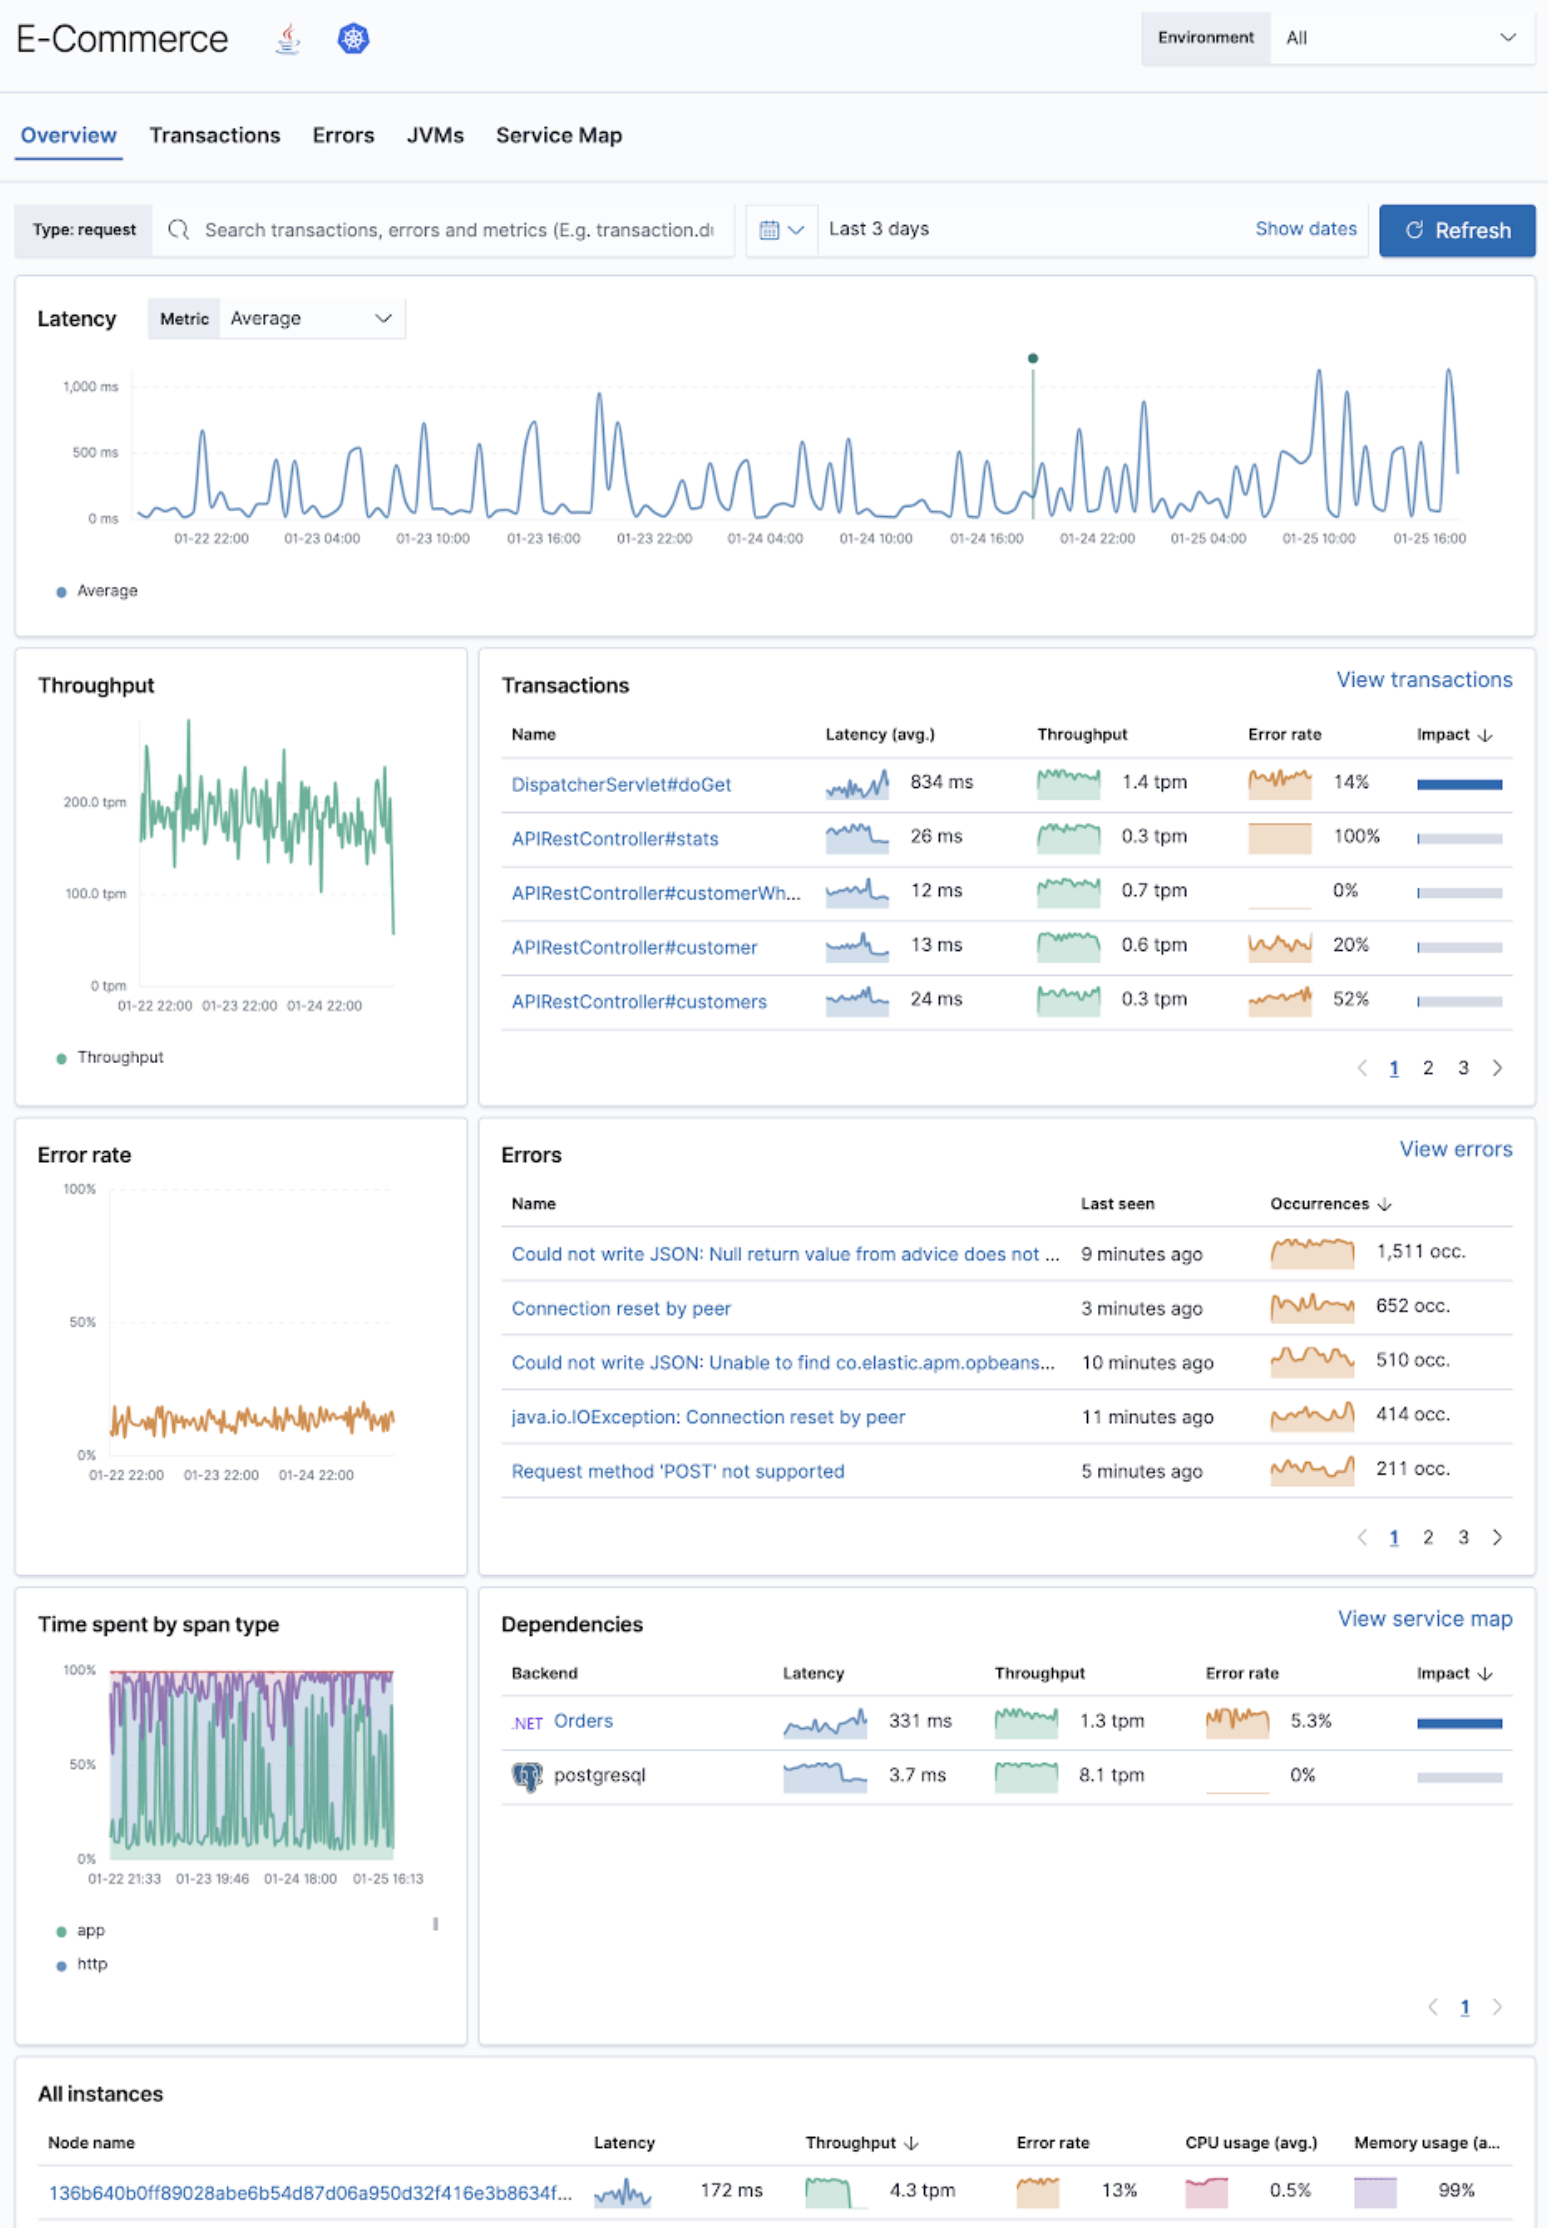 E-Commerce
Environment All
Overview Transactions Errors JVMs Service Map
Type: request Search transactions, errors and metrics (E.g. transaction.d Last 3 days Show dates Refresh
Latency Metric Average
1,000 ms
500 ms
0 ms
01-22 22:00 01-23 04:00 01-23 10:00 01-23 16:00 01-23 22:00 01-24 04:00 01-24 10:00 01-24 16:00 01-24 22:00 01-25 04:00 01-25 10:00 01-25 16:00
Average
Throughput
200.0 tpm
100.0 tpm
0 tpm
01-22 22:00 01-23 22:00 01-24 22:00
Throughput
Transactions View transactions
Name Latency (avg.) Throughput Error rate Impact
DispatcherServlet#doGet 834 ms 1.4 tpm 14%
APIRestController#stats 26 ms 0.3 tpm 100%
APIRestController#customerWh... 12 ms 0.7 tpm 0%
APIRestController#customer 13 ms 0.6 tpm 20%
APIRestController#customers 24 ms 0.3 tpm 52%
1 2 3
Error rate
100%
50%
0%
01-22 22:00 01-23 22:00 01-24 22:00
Errors View errors
Name Last seen Occurrences
Could not write JSON: Null return value from advice does not ... 9 minutes ago 1,511 occ.
Connection reset by peer 3 minutes ago 652 occ.
Could not write JSON: Unable to find co.elastic.apm.opbeans... 10 minutes ago 510 occ.
java.io.IOException: Connection reset by peer 11 minutes ago 414 occ.
Request method 'POST' not supported 5 minutes ago 211 occ.
1 2 3
Time spent by span type
100%
50%
0%
01-22 21:33 01-23 19:46 01-24 18:00 01-25 16:13
app
http
Dependencies View service map
Backend Latency Throughput Error rate Impact
.NET Orders 331 ms 1.3 tpm 5.3%
postgresql 3.7 ms 8.1 tpm 0%
1
All instances
Node name Latency Throughput Error rate CPU usage (avg.) Memory usage (a...
136b640b0ff89028abe6b54d87d06a950d32f416e3b8634f... 172 ms 4.3 tpm 13% 0.5% 99%